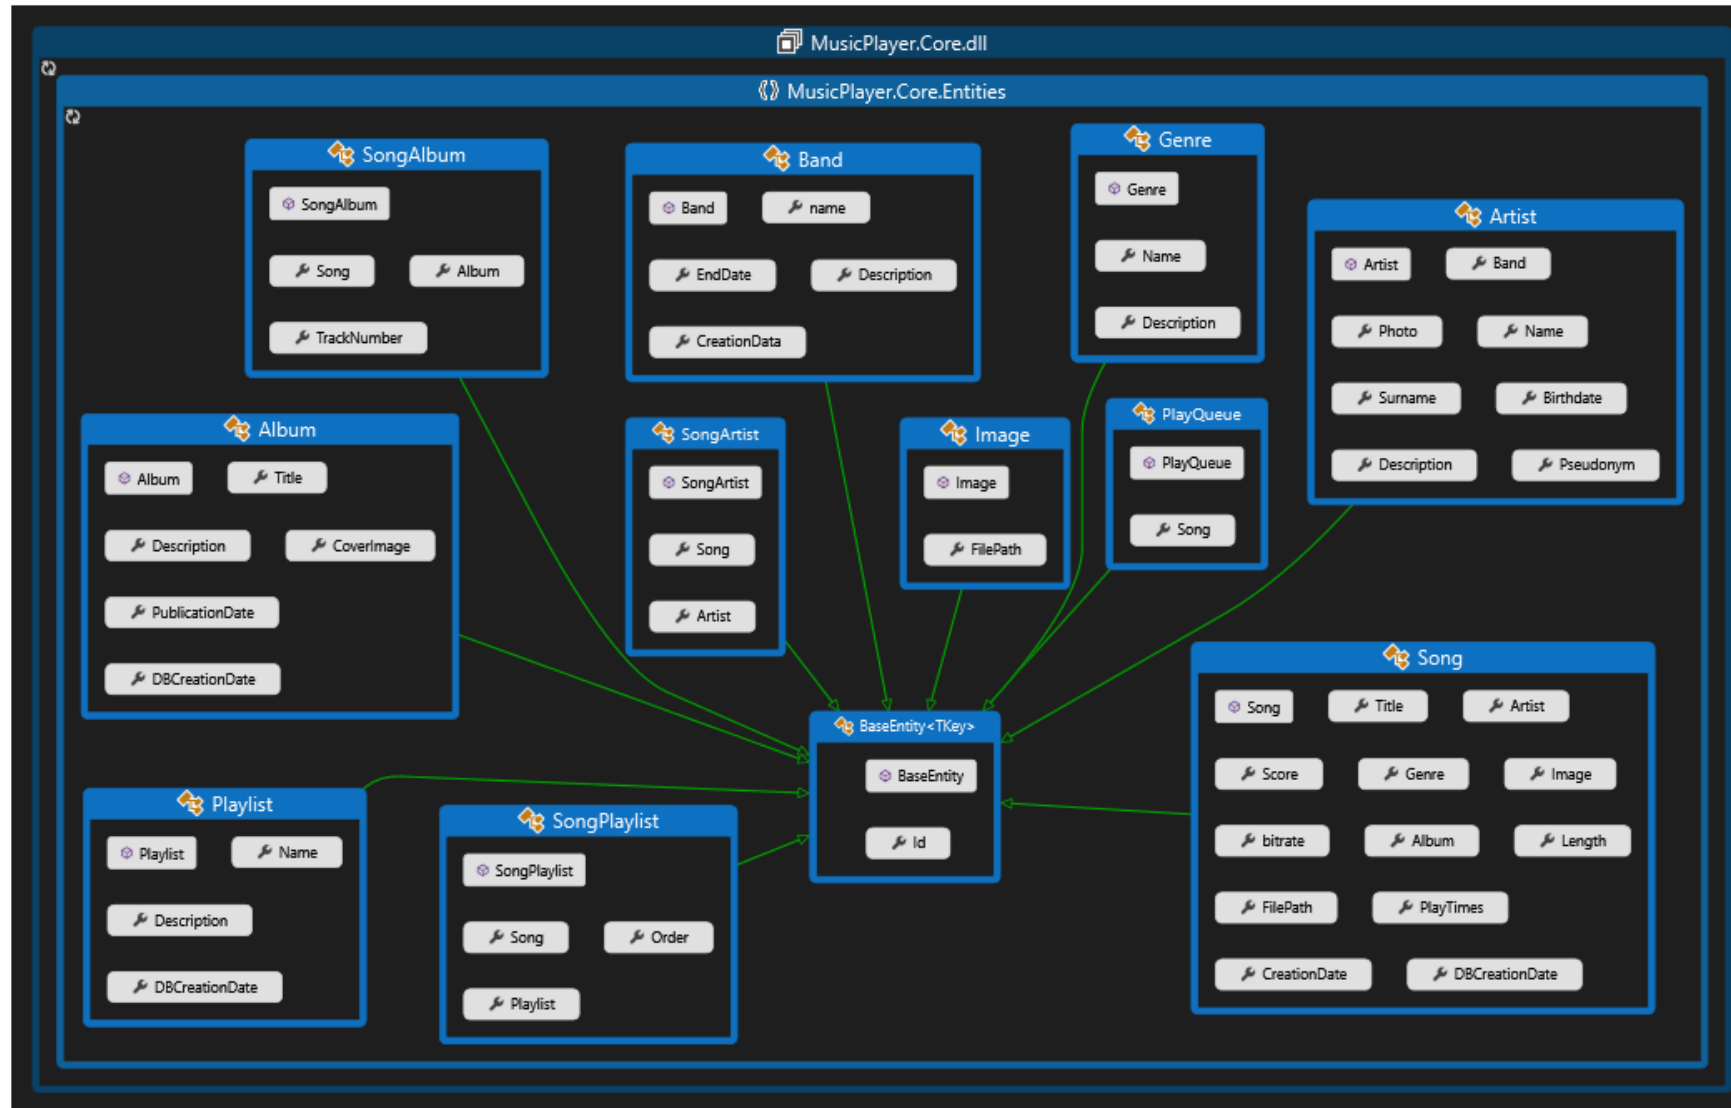 MusicPlayer.Core.dll
MusicPlayer.Core.Entities
SongAlbum
SongAlbum
Song Album
TrackNumber
Band
Band name
EndDate Description
CreationData
Genre
Genre
Name
Description
Artist
Artist Band
Photo Name
Surname Birthdate
Description Pseudonym
Album
Album Title
Description CoverImage
PublicationDate
DBCreationDate
SongArtist
SongArtist
Song
Artist
Image
Image
FilePath
PlayQueue
PlayQueue
Song
Song
Song Title Artist
Score Genre Image
bitrate Album Length
FilePath PlayTimes
CreationDate DBCreationDate
BaseEntity<TKey>
BaseEntity
Id
Playlist
Playlist Name
Description
DBCreationDate
SongPlaylist
SongPlaylist
Song Order
Playlist